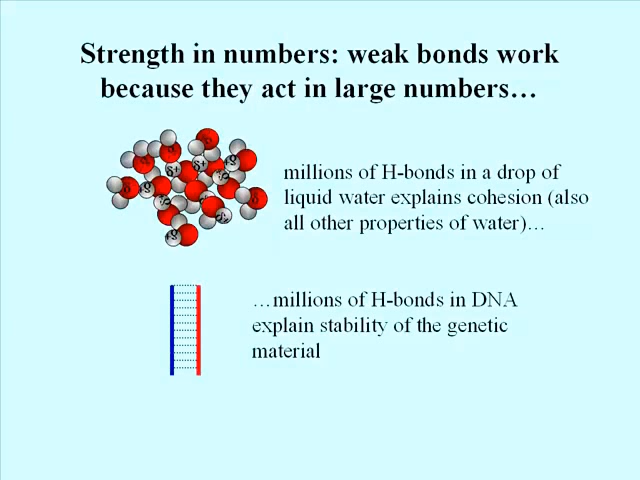 Strength in numbers: weak bonds work
because they act in large numbers…
millions of H-bonds in a drop of
liquid water explains cohesion (also
all other properties of water)…
…millions of H-bonds in DNA
explain stability of the genetic
material